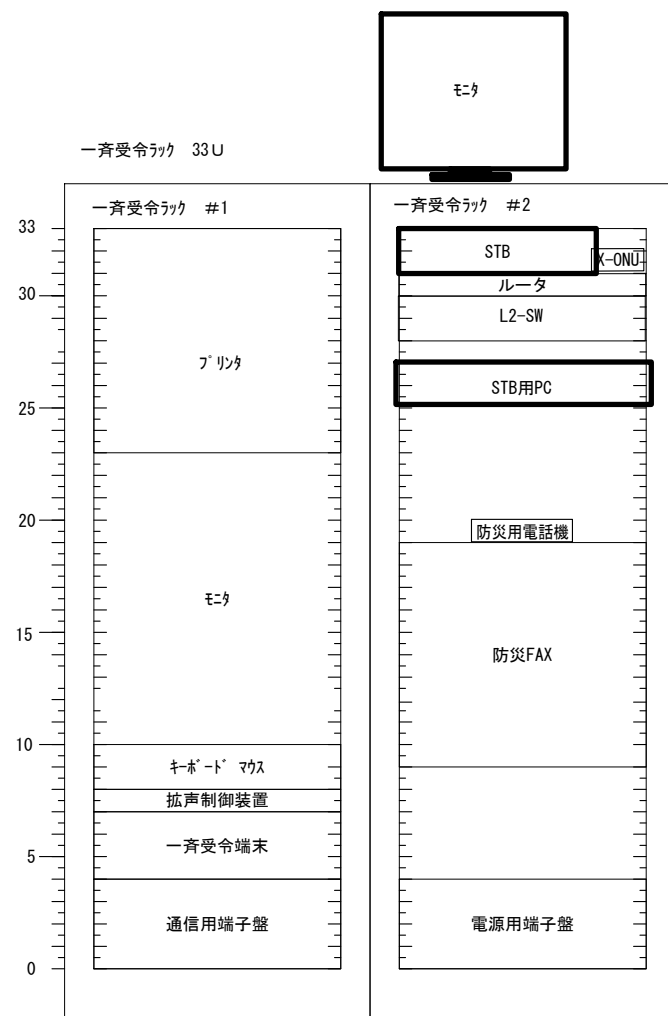 モニタ
一斉受令ラック 33U
一斉受令ラック #1
一斉受令ラック #2
33
30
25
20
15
10
5
0
プリンタ
モニタ
キーボード マウス
拡声制御装置
一斉受令端末
通信用端子盤
STB
X-ONU
ルータ
L2-SW
STB用PC
防災用電話機
防災FAX
電源用端子盤